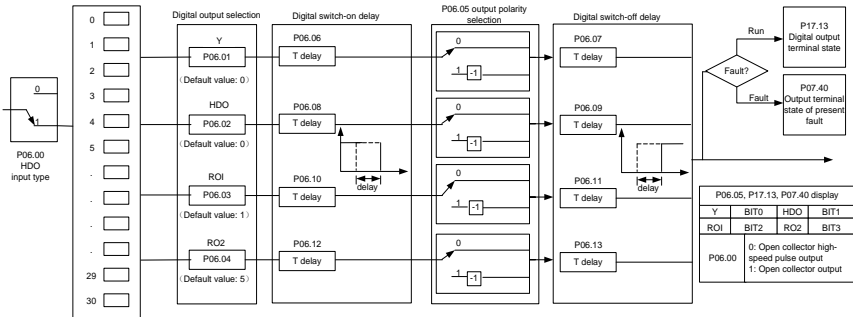 0
1
2
3
4
5
.
.
.
.
29
30
0
1
P06.00
HDO
input type
Digital output selection
Y
P06.01
(Default value: 0)
HDO
P06.02
(Default value: 0)
ROI
P06.03
(Default value: 1)
RO2
P06.04
(Default value: 5)
Digital switch-on delay
P06.06
T delay
P06.08
T delay
delay
P06.10
T delay
P06.12
T delay
P06.05 output polarity
selection
0
1
-1
0
1
-1
0
1
-1
0
1
-1
Digital switch-off delay
P06.07
T delay
P06.09
T delay
delay
P06.11
T delay
P06.13
T delay
Fault?
Run
Fault
P17.13
Digital output
terminal state
P07.40
Output terminal
state of present
fault
P06.05, P17.13, P07.40 display
Y BIT0 HDO BIT1
ROI BIT2 RO2 BIT3
P06.00
0: Open collector high-
speed pulse output
1: Open collector output